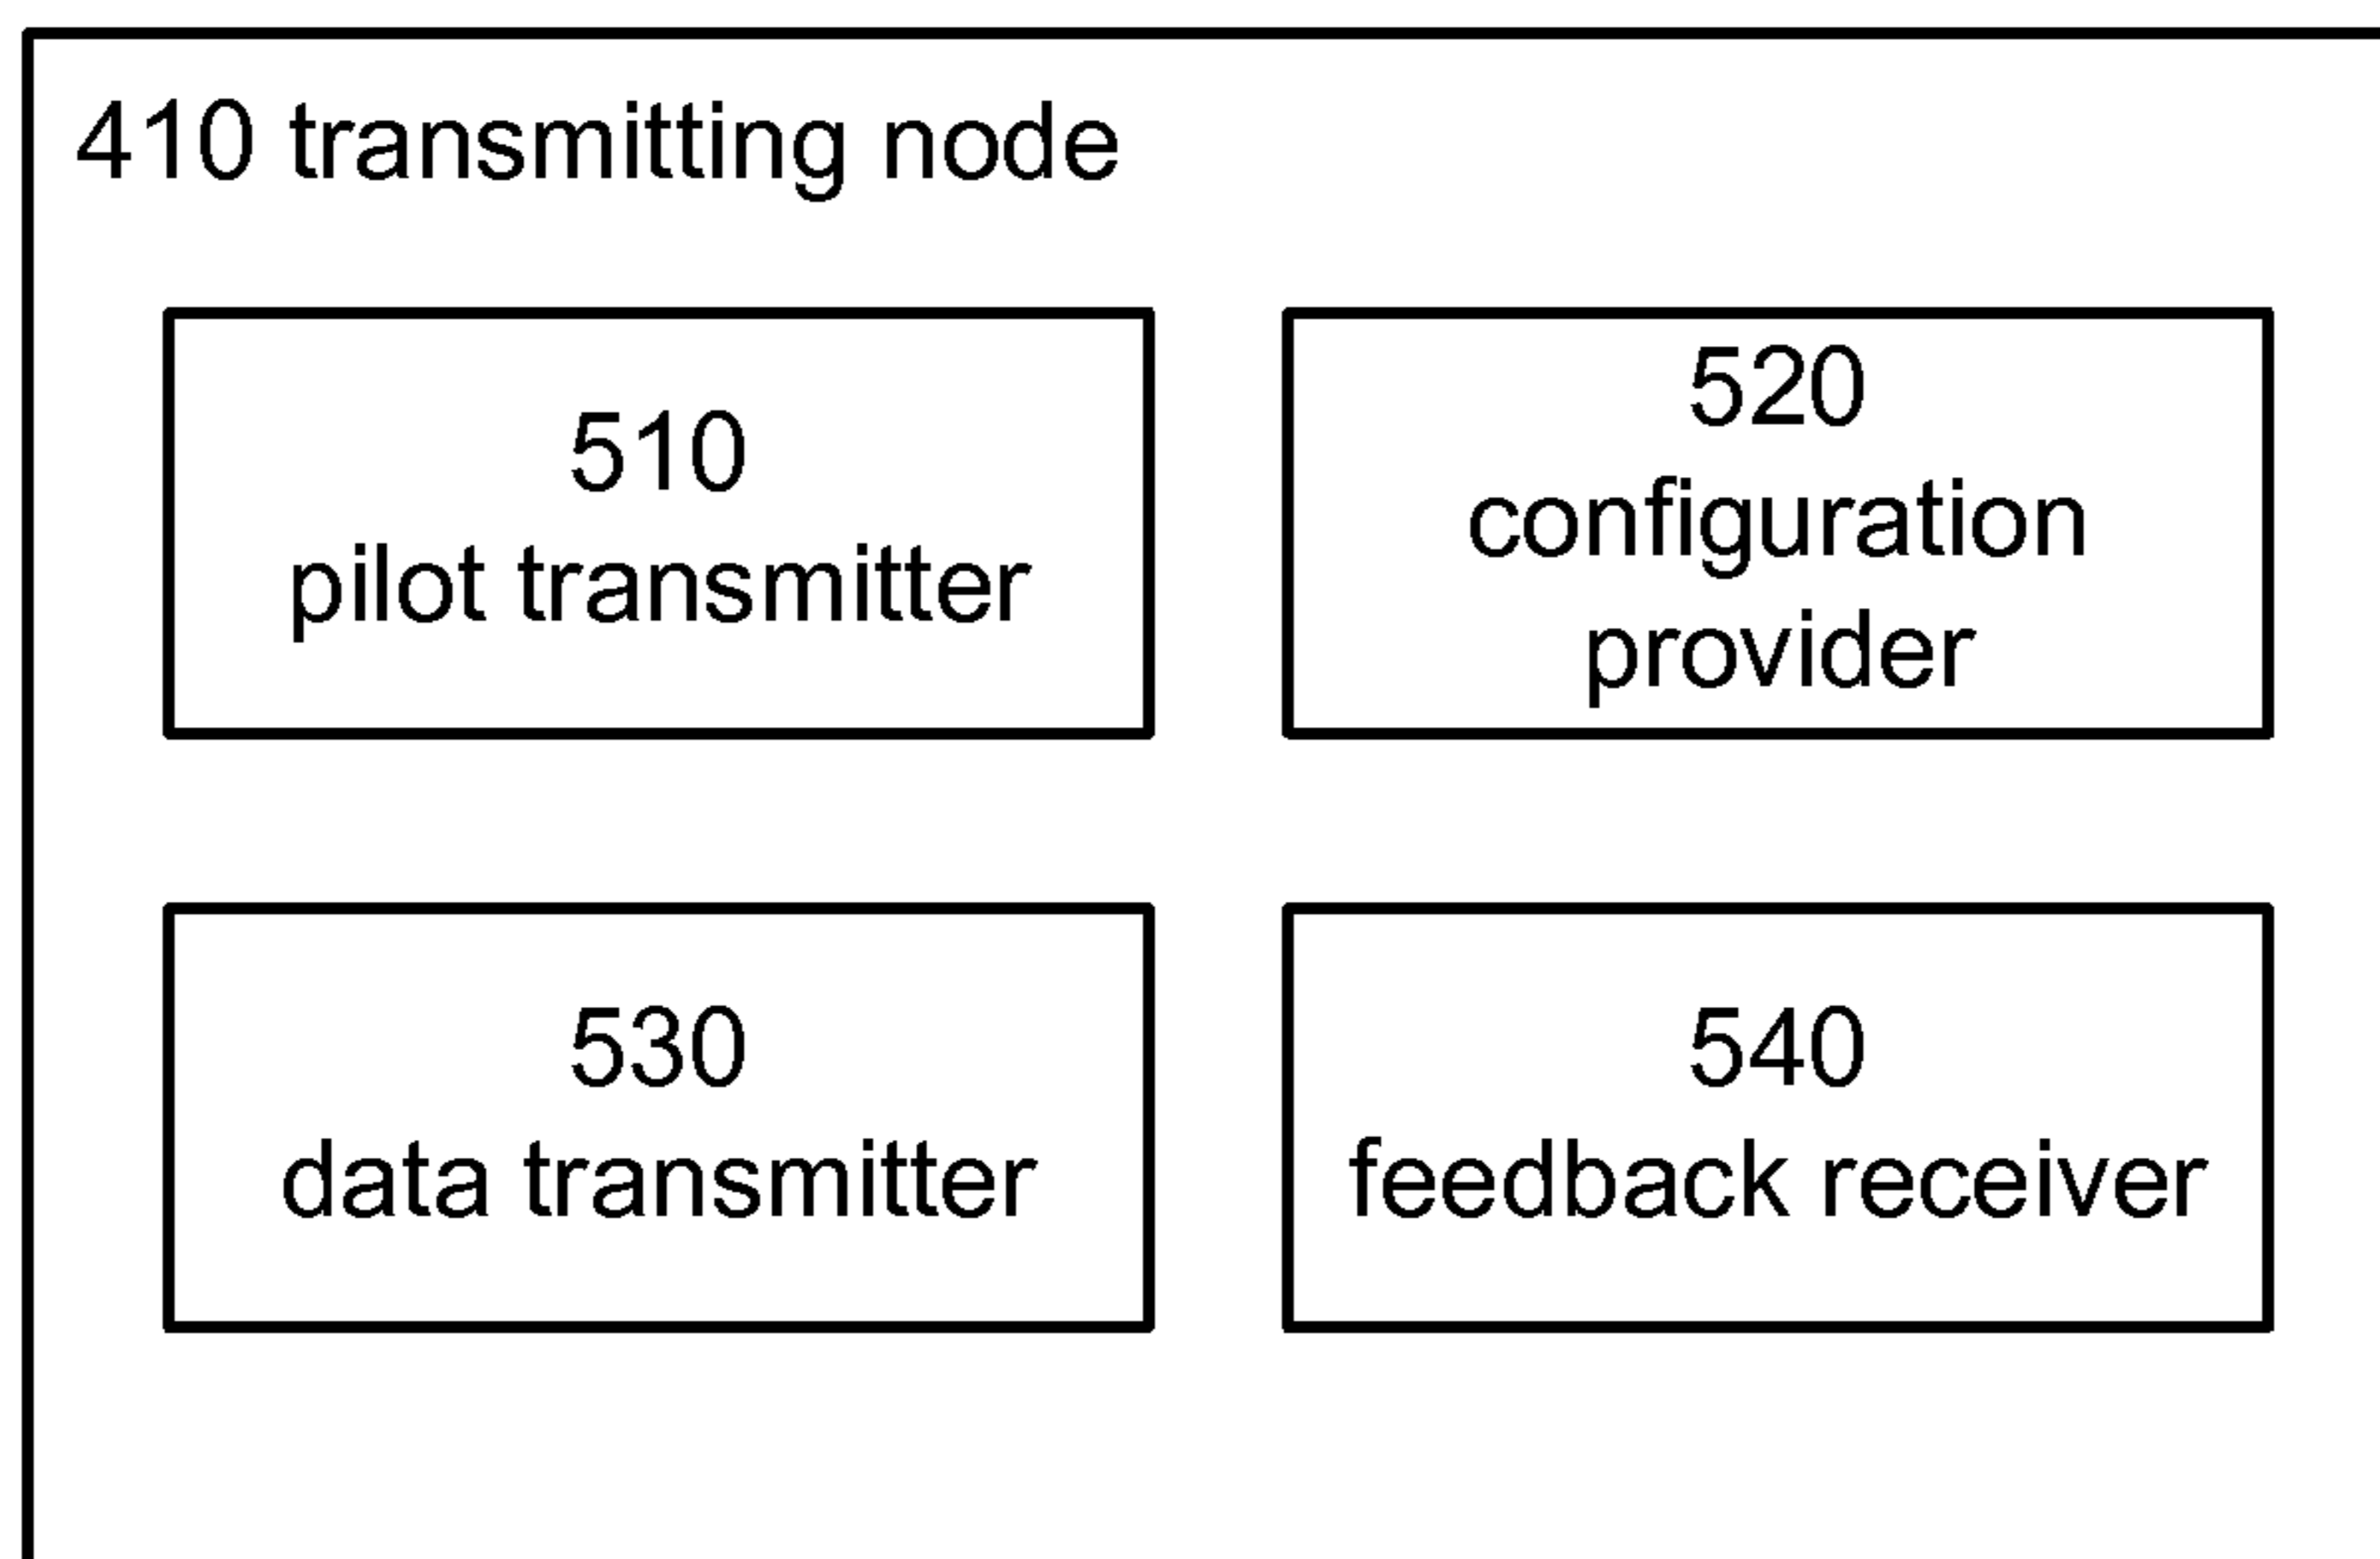 410 transmitting node
510
pilot transmitter
520
configuration
provider
530
data transmitter
540
feedback receiver